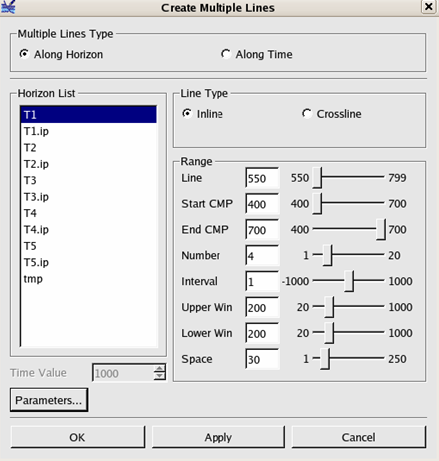 Create Multiple Lines
Multiple Lines Type
Along Horizon Along Time
Horizon List
T1
T1.ip
T2
T2.ip
T3
T3.ip
T4
T4.ip
T5
T5.ip
tmp
Time Value 1000
Parameters...
Line Type
Inline Crossline
Range
Line 550 550 799
Start CMP 400 400 700
End CMP 700 400 700
Number 4 1 20
Interval 1 -1000 1000
Upper Win 200 20 1000
Lower Win 200 20 1000
Space 30 1 250
OK Apply Cancel